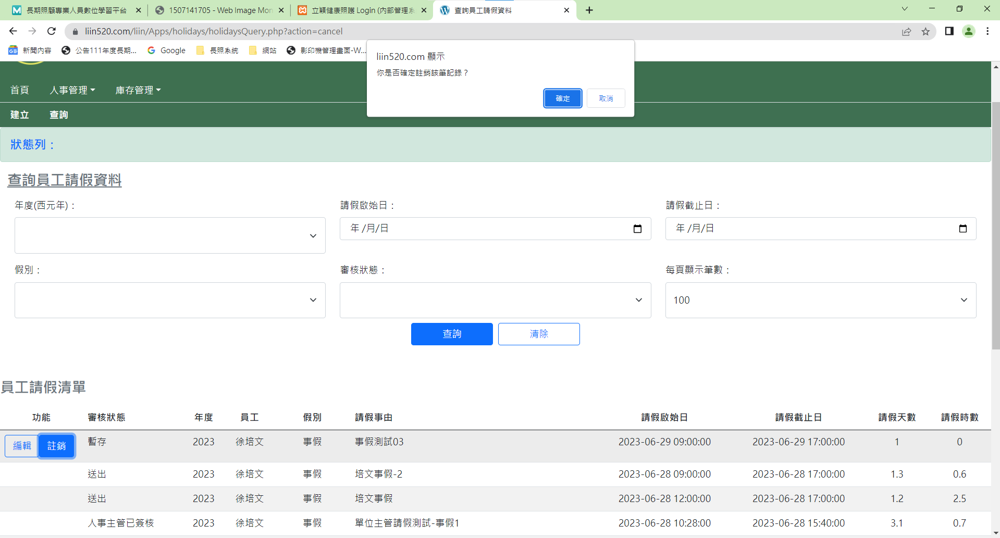 長期照顧專業人員數位學習平台
1507141705 - Web Image Mon
立穎健康照護 Login (內部管理系
查詢員工請假資料
liin520.com/liin/Apps/holidays/holidaysQuery.php?action=cancel
新聞內容
公告111年度長期...
Google
長照系統
網站
影印機管理畫面-W...
liin520.com 顯示
你是否確定註銷該筆記錄？
確定
取消
首頁
人事管理
庫存管理
建立
查詢
狀態列：
查詢員工請假資料
年度(西元年)：
請假啟始日：
請假截止日：
年 /月/日
年 /月/日
假別：
審核狀態：
每頁顯示筆數：
100
查詢
清除
員工請假清單
功能 審核狀態 年度 員工 假別 請假事由 請假啟始日 請假截止日 請假天數 請假時數
編輯 註銷 暫存 2023 徐培文 事假 事假測試03 2023-06-29 09:00:00 2023-06-29 17:00:00 1 0
送出 2023 徐培文 事假 培文事假-2 2023-06-28 09:00:00 2023-06-28 17:00:00 1.3 0.6
送出 2023 徐培文 事假 培文事假 2023-06-28 12:00:00 2023-06-28 17:00:00 1.2 2.5
人事主管已簽核 2023 徐培文 事假 單位主管請假測試-事假1 2023-06-28 10:28:00 2023-06-28 15:40:00 3.1 0.7